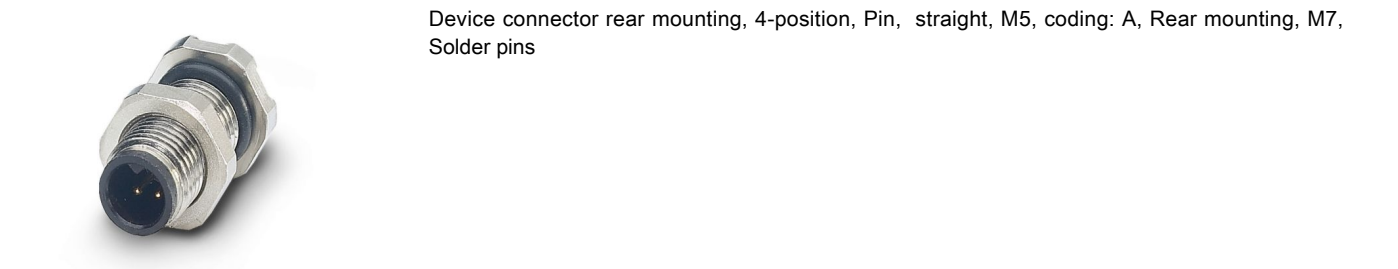 Device connector rear mounting, 4-position, Pin, straight, M5, coding: A, Rear mounting, M7,
Solder pins